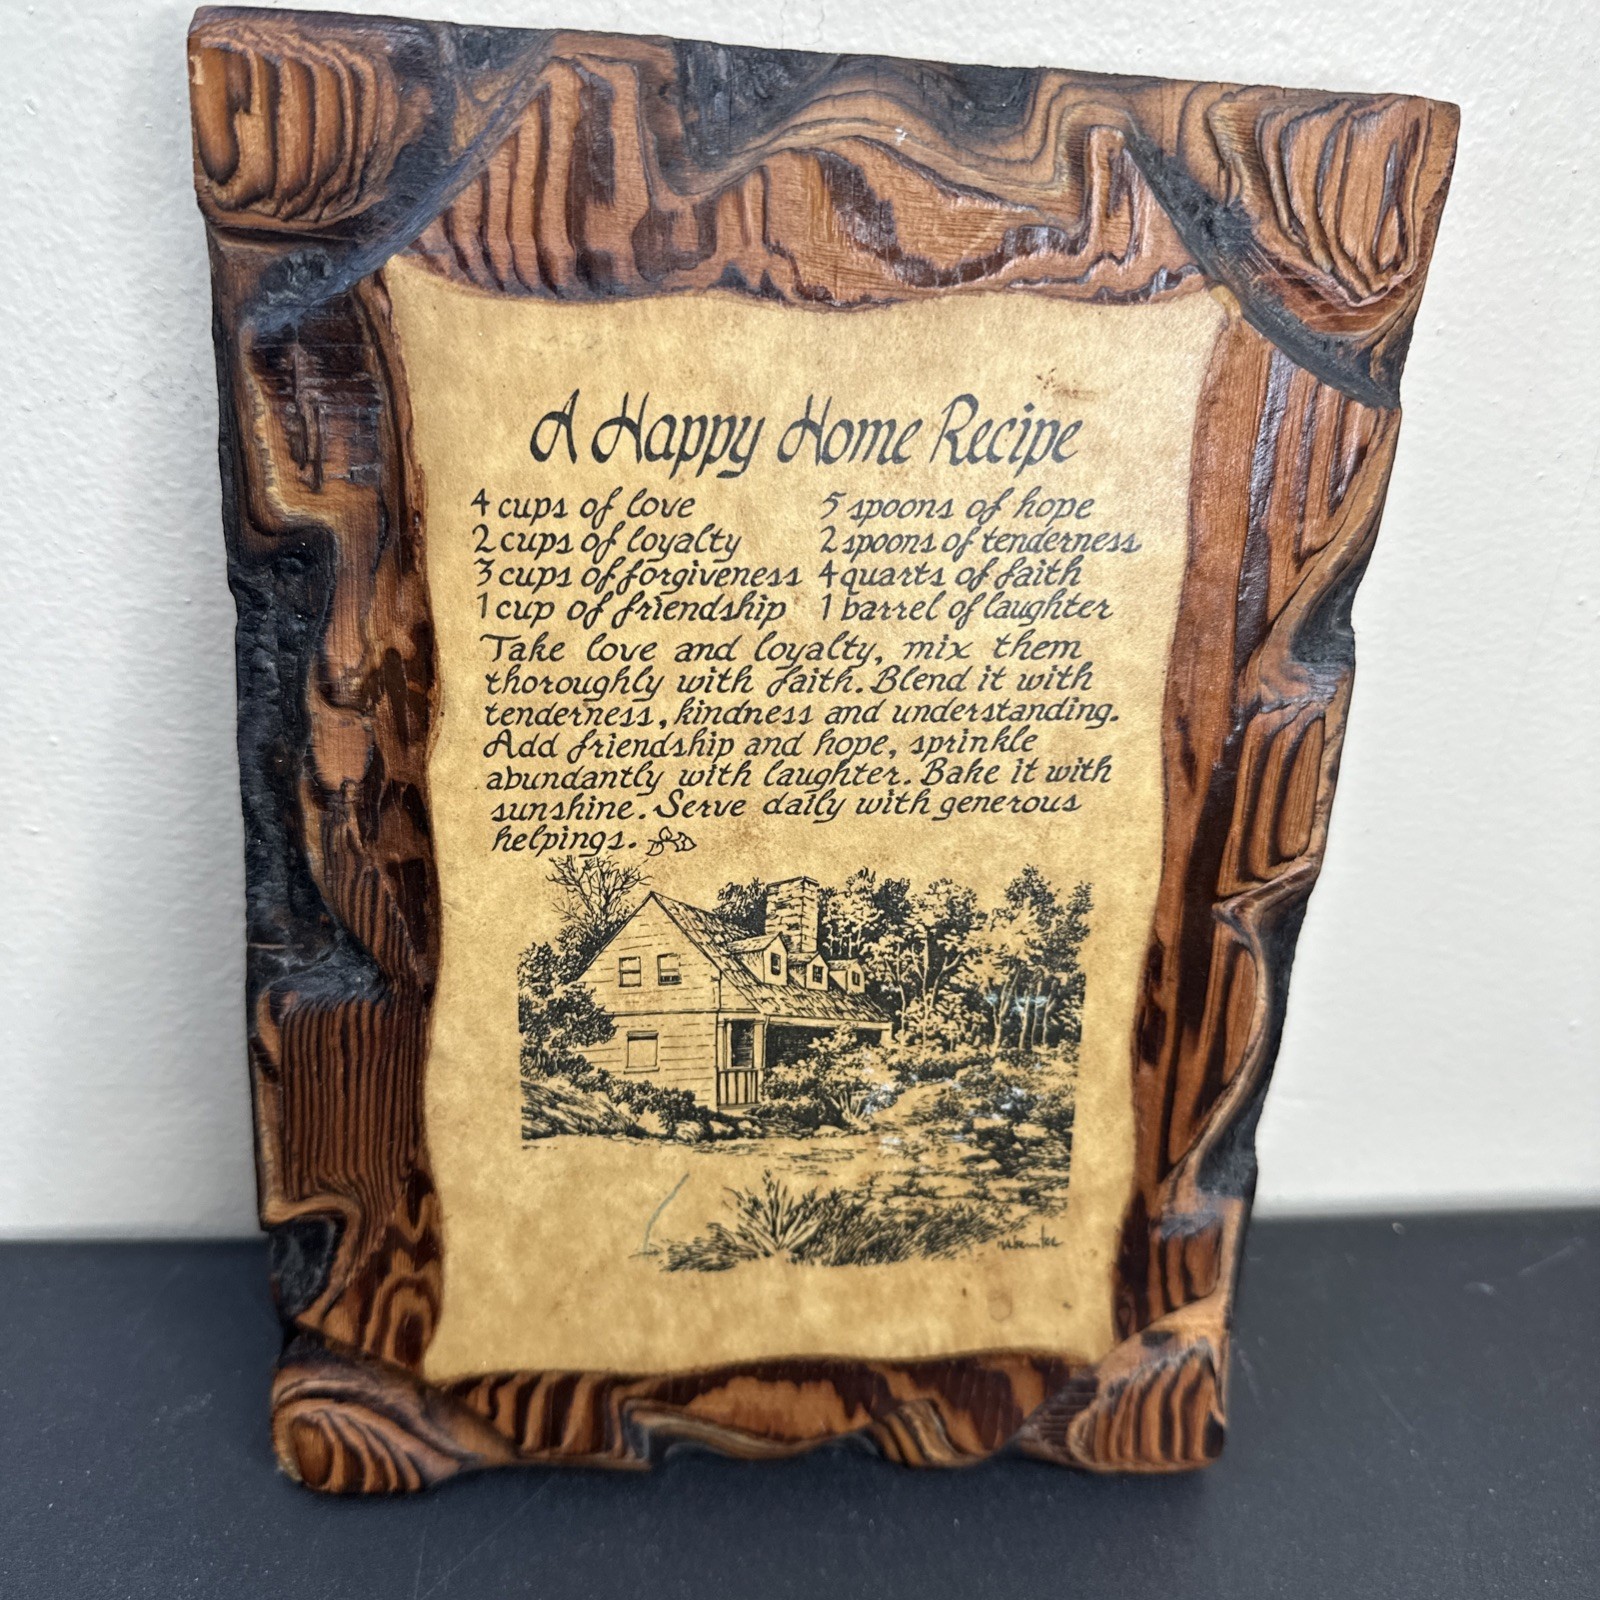 A Happy Home Recipe
4 cups of love 5 spoons of hope
2 cups of loyalty 2 spoons of tenderness
3 cups of forgiveness 4 quarts of faith
1 cup of friendship 1 barrel of laughter
Take love and loyalty, mix them
thoroughly with faith. Blend it with
tenderness, kindness and understanding.
Add friendship and hope, sprinkle
abundantly with laughter. Bake it with
sunshine. Serve daily with generous
helpings.